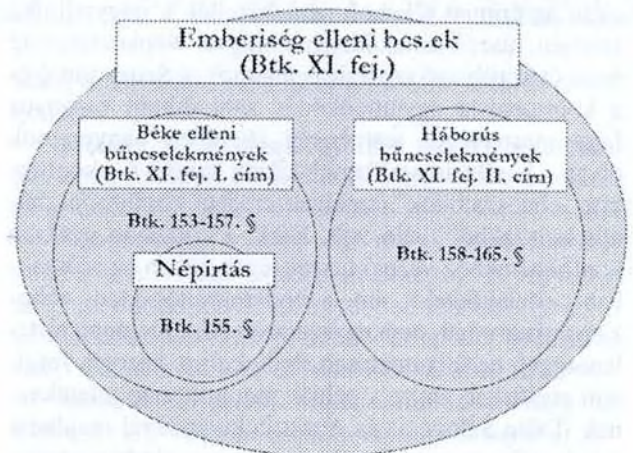 Emberiség elleni bcs.ek
(Btk. XI. fej.)
Béke elleni
bűncselekmények
(Btk. XI. fej. I. cím)
Btk. 153-157. §
Népirtás
Btk. 155. §
Háborús
bűncselekmények
(Btk. XI. fej. II. cím)
Btk. 158-165. §